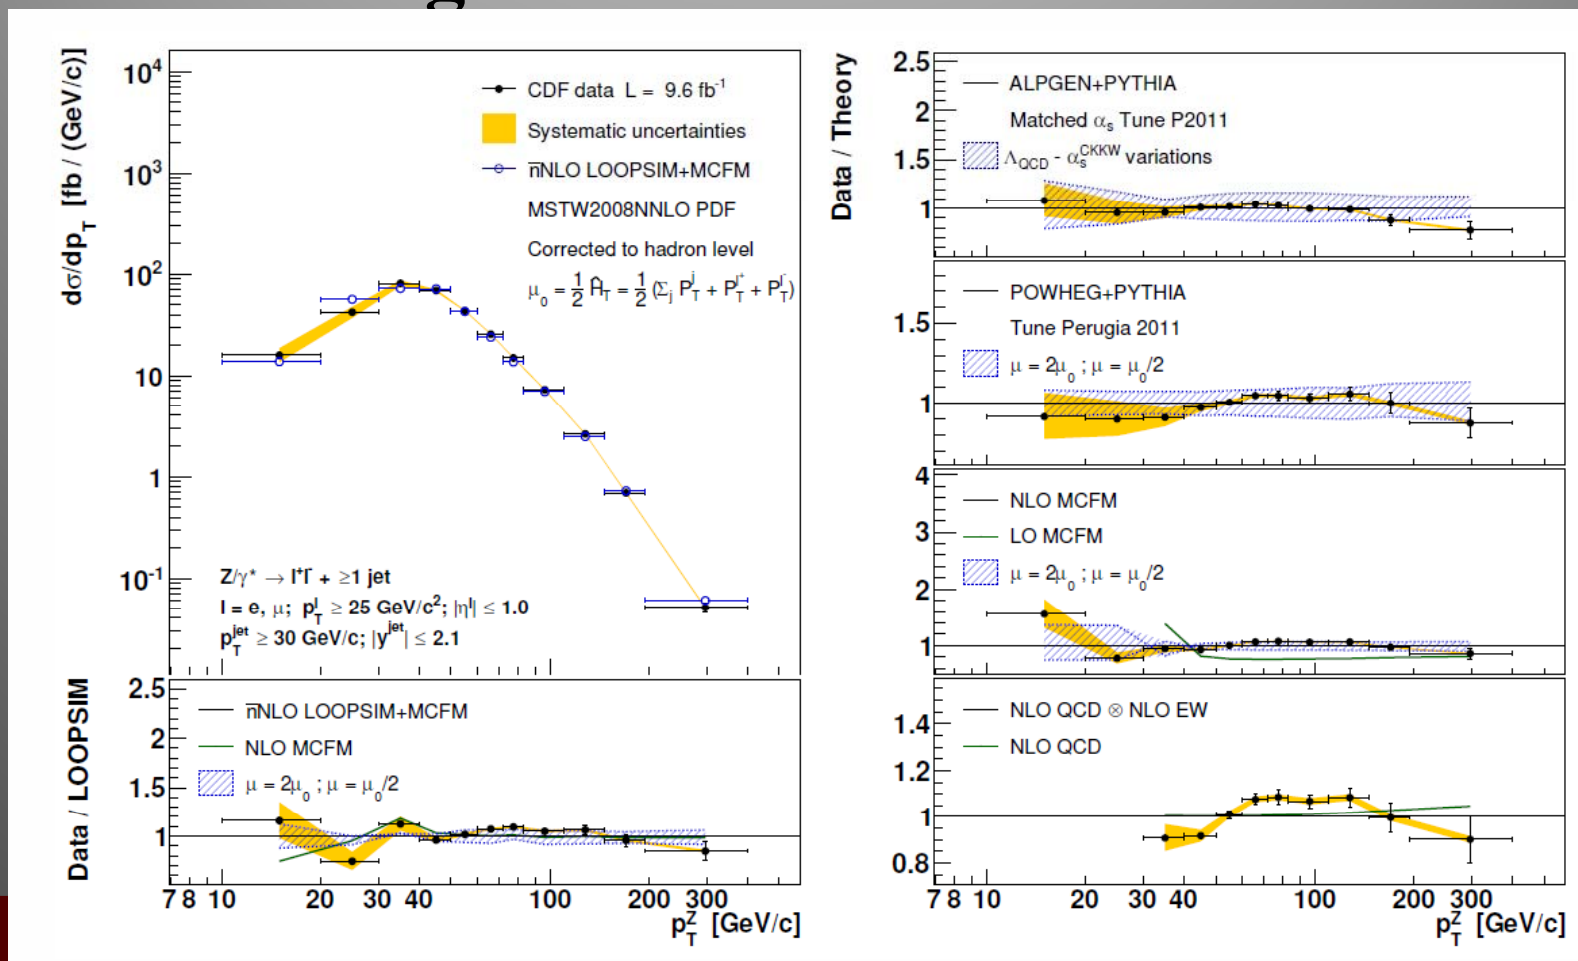 g
dσ/dp_T [fb / (GeV/c)]
10^4
10^3
10^2
10
1
10^-1
CDF data L = 9.6 fb^-1
Systematic uncertainties
n̅NLO LOOPSIM+MCFM
MSTW2008NNLO PDF
Corrected to hadron level
μ_0 = 1/2 Ĥ_T = 1/2 (Σ_j P_T^j + P_T^l+ + P_T^l-)
Z/γ* → l+l- + ≥1 jet
l = e, μ; p_T^l ≥ 25 GeV/c²; |η^l| ≤ 1.0
p_T^jet ≥ 30 GeV/c; |y^jet| ≤ 2.1
Data / LOOPSIM
2.5
2
1.5
1
n̅NLO LOOPSIM+MCFM
NLO MCFM
μ = 2μ_0 ; μ = μ_0/2
7 8 10 20 30 40 100 200 300
p_T^Z [GeV/c]
Data / Theory
2.5
2
1.5
1
ALPGEN+PYTHIA
Matched α_s Tune P2011
Λ_QCD - α_s^CKKW variations
1.5
1
POWHEG+PYTHIA
Tune Perugia 2011
μ = 2μ_0 ; μ = μ_0/2
4
3
2
1
NLO MCFM
LO MCFM
μ = 2μ_0 ; μ = μ_0/2
1.4
1.2
1
0.8
NLO QCD ⊗ NLO EW
NLO QCD
7 8 10 20 30 40 100 200 300
p_T^Z [GeV/c]